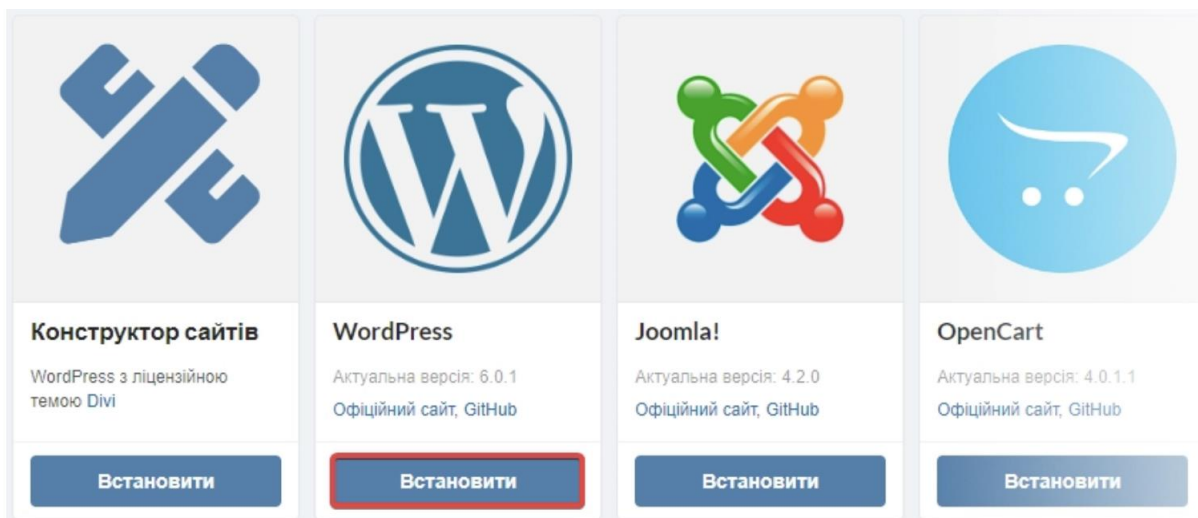 Конструктор сайтів
WordPress з ліцензійною
темою Divi
Встановити
WordPress
Актуальна версія: 6.0.1
Офіційний сайт, GitHub
Встановити
Joomla!
Актуальна версія: 4.2.0
Офіційний сайт, GitHub
Встановити
OpenCart
Актуальна версія: 4.0.1.1
Офіційний сайт, GitHub
Встановити